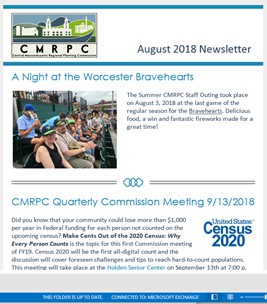 CMRPC
Central Massachusetts Regional Planning Commission
August 2018 Newsletter
A Night at the Worcester Bravehearts
The Summer CMRPC Staff Outing took place
on August 3, 2018 at the last game of the
regular season for the Bravehearts. Delicious
food, a win and fantastic fireworks made for a
great time!
CMRPC Quarterly Commission Meeting 9/13/2018
Did you know that your community could lose more than $1,000
per year in Federal funding for each person not counted on the
upcoming census? Make Cents Out of the 2020 Census: Why
Every Person Counts is the topic for this first Commission meeting
of FY19. Census 2020 will be the first all-digital count and the
discussion will cover foreseen challenges and tips to reach hard-to-count populations.
This meeting will take place at the Holden Senior Center on September 13th at 7:00 p.
United States
Census
2020
THIS FOLDER IS UP TO DATE. CONNECTED TO: MICROSOFT EXCHANGE